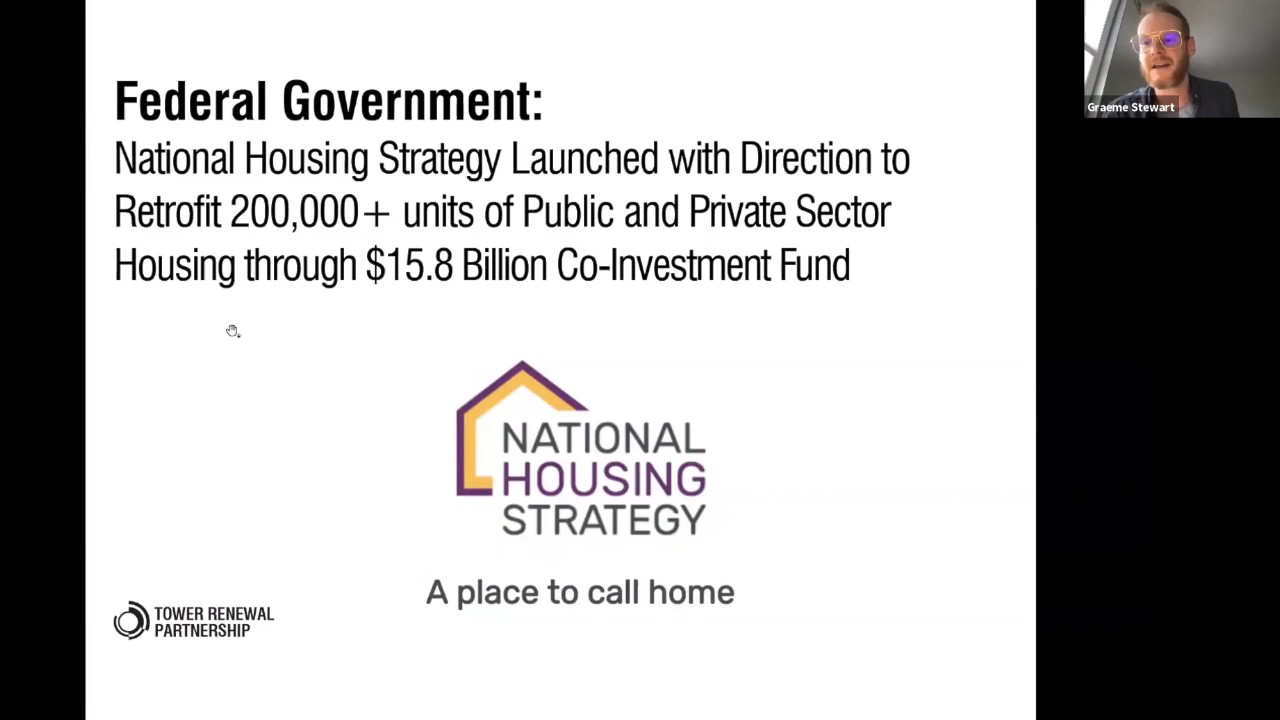 Federal Government:
National Housing Strategy Launched with Direction to
Retrofit 200,000+ units of Public and Private Sector
Housing through $15.8 Billion Co-Investment Fund
Graeme Stewart
NATIONAL
HOUSING
STRATEGY
A place to call home
TOWER RENEWAL
PARTNERSHIP